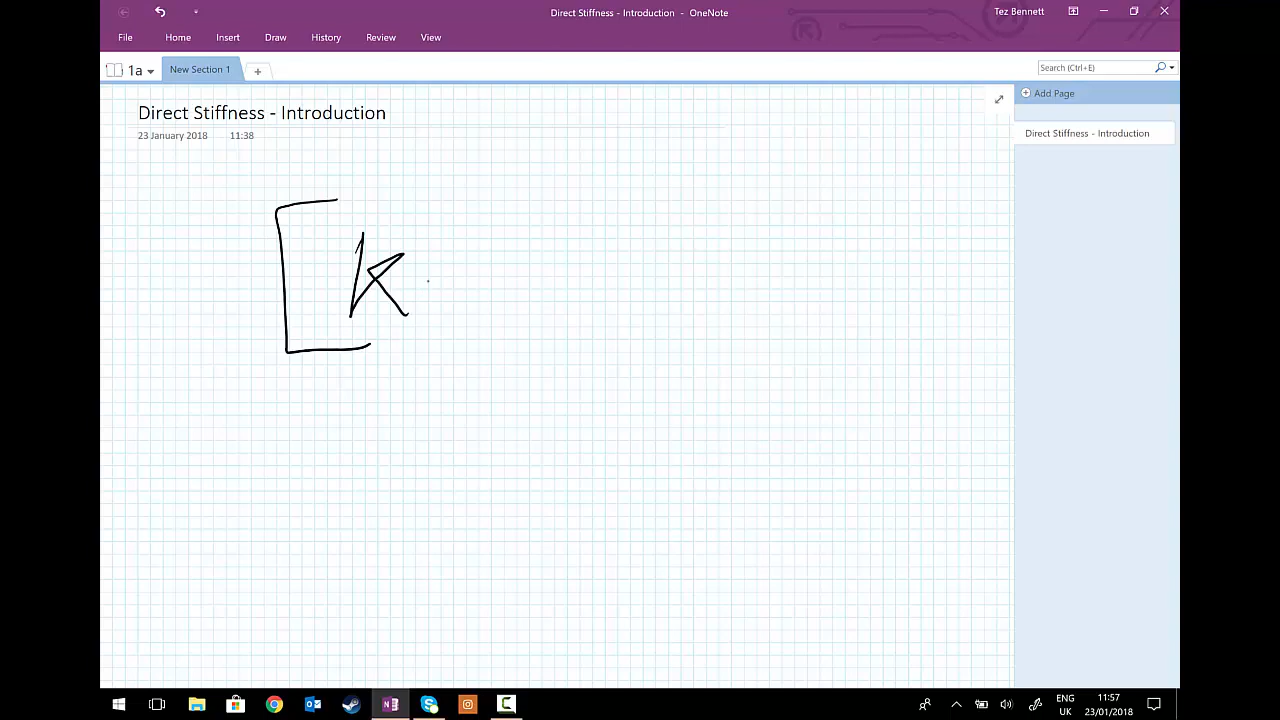 Direct Stiffness - Introduction - OneNote
Tez Bennett
File Home Insert Draw History Review View
1a New Section 1 +
Search (Ctrl+E)
Direct Stiffness - Introduction
23 January 2018 11:38
Add Page
Direct Stiffness - Introduction
[K
ENG
UK
11:57
23/01/2018